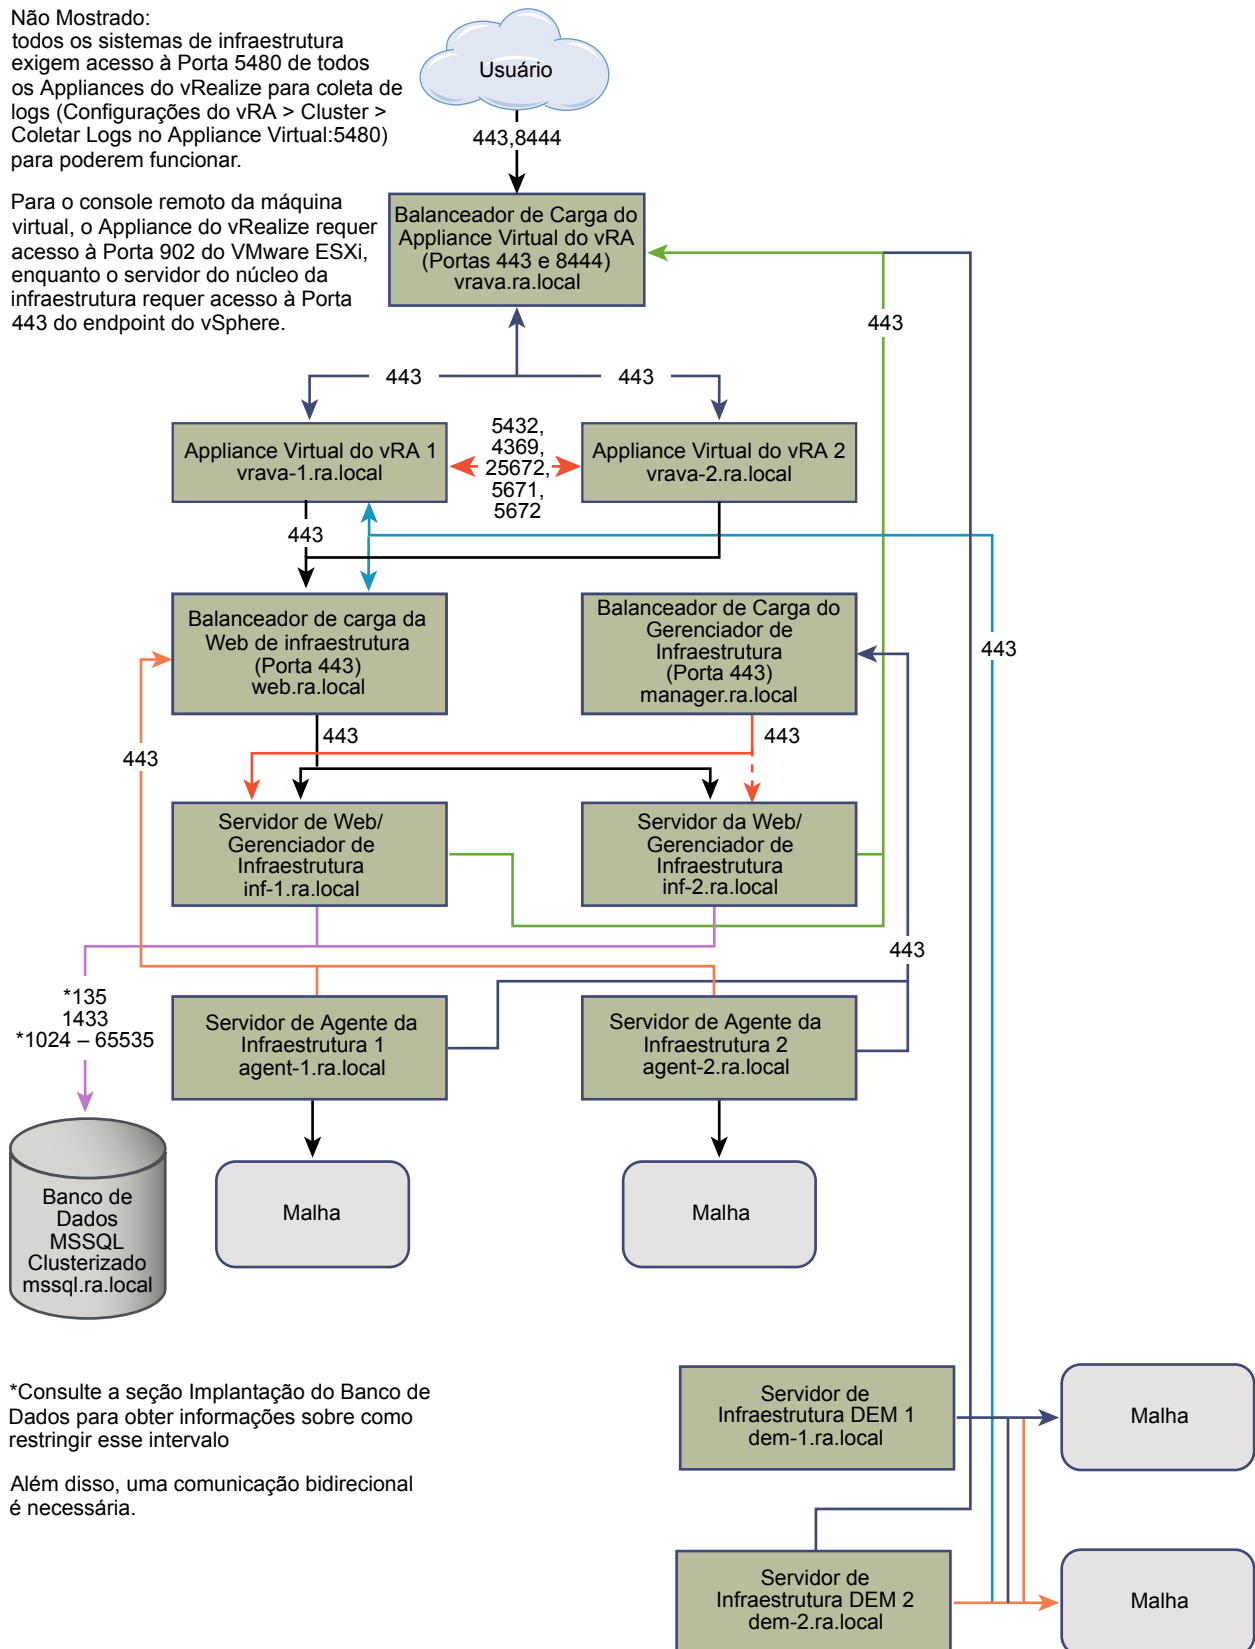 Não Mostrado:
todos os sistemas de infraestrutura
exigem acesso à Porta 5480 de todos
os Appliances do vRealize para coleta de
logs (Configurações do vRA > Cluster >
Coletar Logs no Appliance Virtual:5480)
para poderem funcionar.
Para o console remoto da máquina
virtual, o Appliance do vRealize requer
acesso à Porta 902 do VMware ESXi,
enquanto o servidor do núcleo da
infraestrutura requer acesso à Porta
443 do endpoint do vSphere.
Usuário
443,8444
Balanceador de Carga do
Appliance Virtual do vRA
(Portas 443 e 8444)
vrava.ra.local
443
443
443
Appliance Virtual do vRA 1
vrava-1.ra.local
5432,
4369,
25672,
5671,
5672
Appliance Virtual do vRA 2
vrava-2.ra.local
443
Balanceador de carga da
Web de infraestrutura
(Porta 443)
web.ra.local
Balanceador de Carga do
Gerenciador de
Infraestrutura
(Porta 443)
manager.ra.local
443
443
443
443
Servidor de Web/
Gerenciador de
Infraestrutura
inf-1.ra.local
Servidor da Web/
Gerenciador de
Infraestrutura
inf-2.ra.local
443
*135
1433
*1024 – 65535
Servidor de Agente da
Infraestrutura 1
agent-1.ra.local
Servidor de Agente da
Infraestrutura 2
agent-2.ra.local
Banco de
Dados
MSSQL
Clusterizado
mssql.ra.local
Malha
Malha
*Consulte a seção Implantação do Banco de
Dados para obter informações sobre como
restringir esse intervalo
Além disso, uma comunicação bidirecional
é necessária.
Servidor de
Infraestrutura DEM 1
dem-1.ra.local
Malha
Servidor de
Infraestrutura DEM 2
dem-2.ra.local
Malha